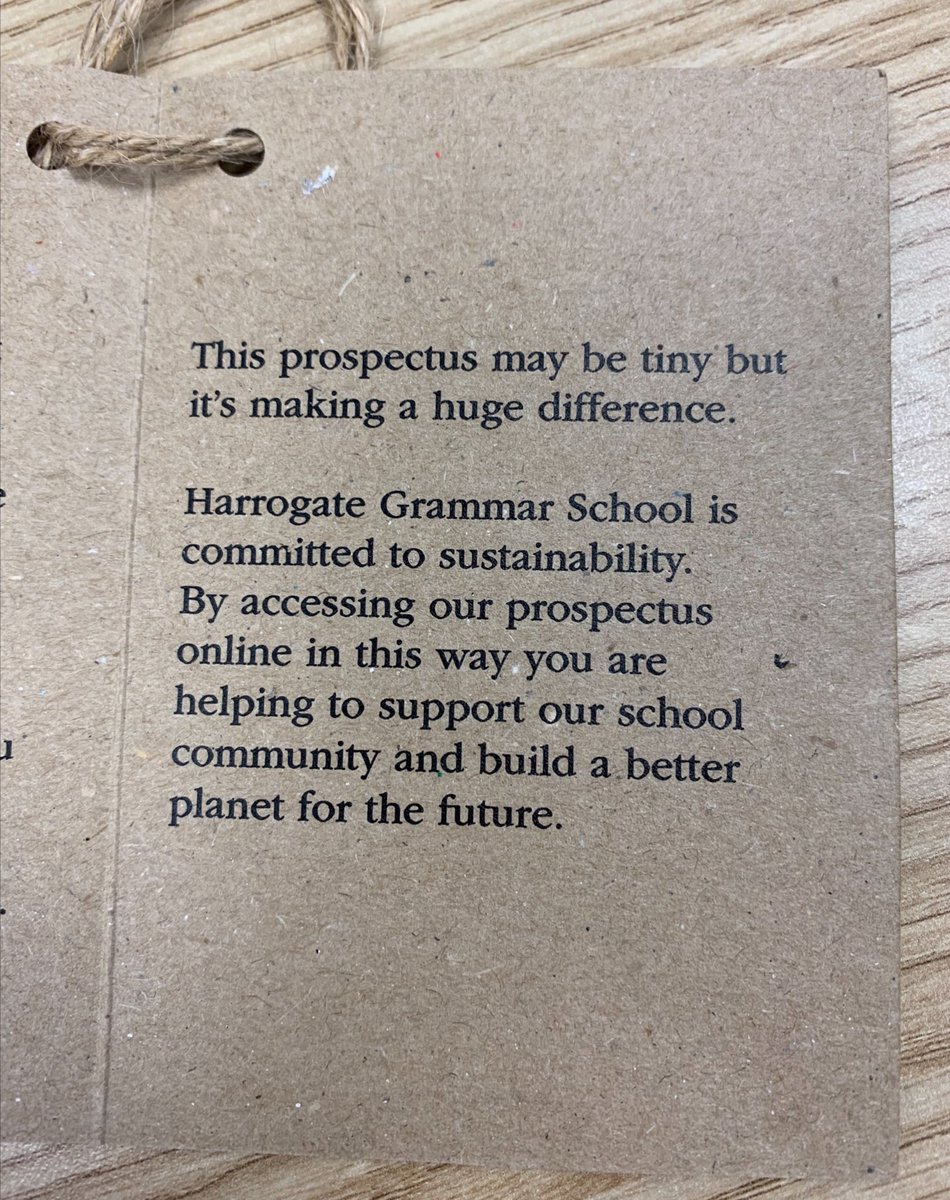 This prospectus may be tiny but
it's making a huge difference.
Harrogate Grammar School is
committed to sustainability.
By accessing our prospectus
online in this way you are
helping to support our school
community and build a better
planet for the future.